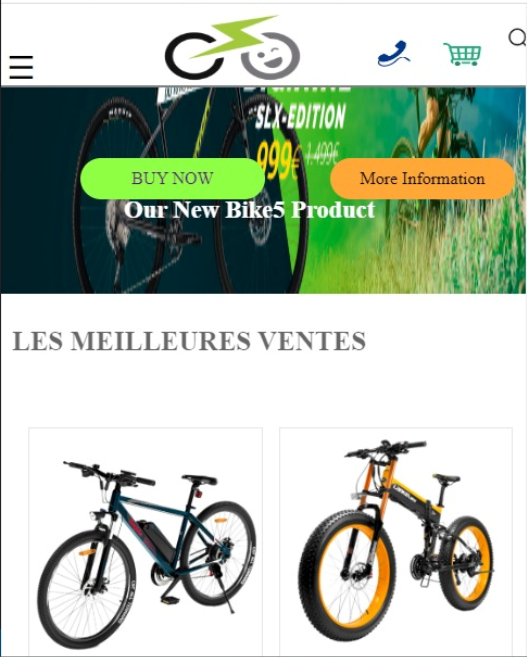 SLX-EDITION
999€ 1.499€
BUY NOW
More Information
Our New Bike5 Product
LES MEILLEURES VENTES